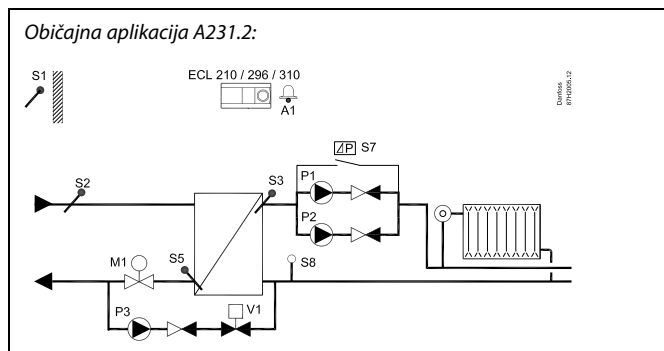 Običajna aplikacija A231.2:
S1
ECL 210 / 296 / 310
A1
Danfoss
87H2005.12
P S7
S2
S3
P1
P2
M1
S5
S8
P3
V1